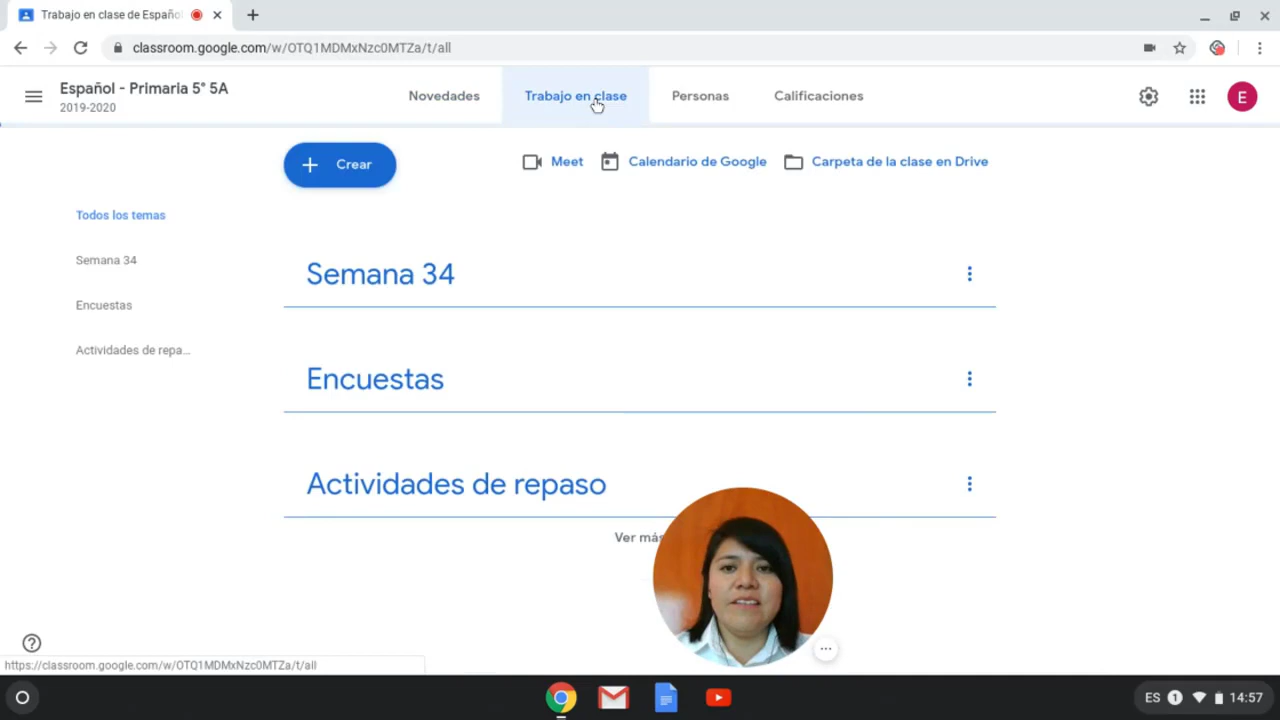 Trabajo en clase de Españo
classroom.google.com/w/OTQ1MDMxNzc0MTZa/t/all
Español - Primaria 5° 5A
2019-2020
Novedades
Trabajo en clase
Personas
Calificaciones
E
Crear
Meet
Calendario de Google
Carpeta de la clase en Drive
Todos los temas
Semana 34
Encuestas
Actividades de repa...
Semana 34
Encuestas
Actividades de repaso
Ver más
https://classroom.google.com/w/OTQ1MDMxNzc0MTZa/t/all
ES 1 14:57